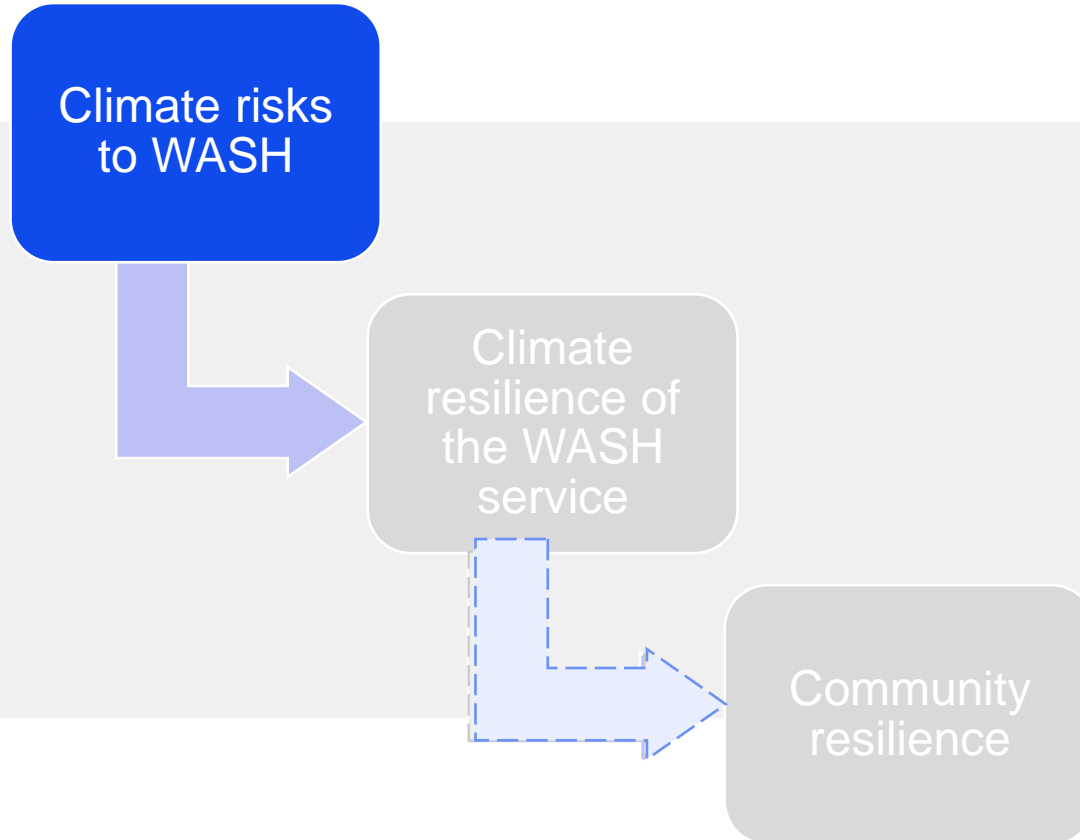 Climate risks
to WASH
Climate
resilience of
the WASH
service
Community
resilience